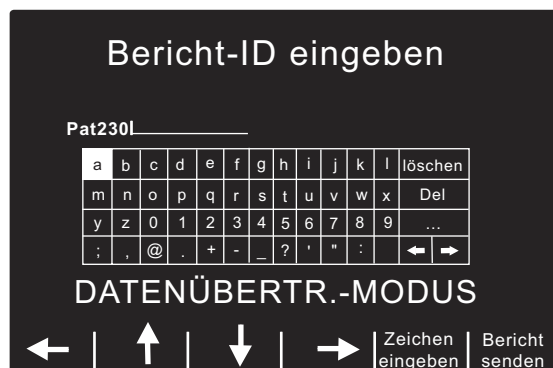 Bericht-ID eingeben
Pat230
a b c d e f g h i j k l löschen
m n o p q r s t u v w x Del
y z 0 1 2 3 4 5 6 7 8 9 ...
; , @ . + - _ ? ' " :
DATENÜBERTR.-MODUS
Zeichen eingeben
Bericht senden